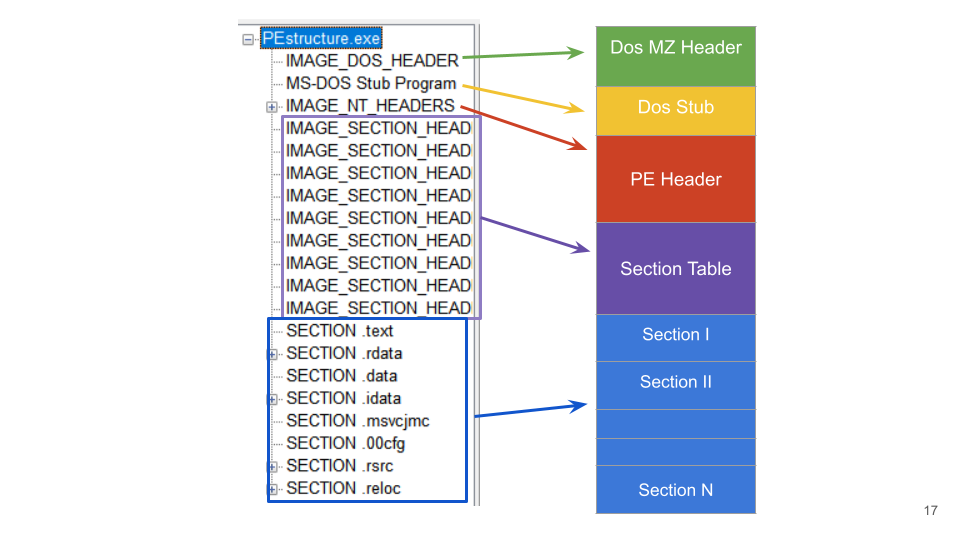 PEstructure.exe
IMAGE_DOS_HEADER
MS-DOS Stub Program
IMAGE_NT_HEADERS
IMAGE_SECTION_HEAD
IMAGE_SECTION_HEAD
IMAGE_SECTION_HEAD
IMAGE_SECTION_HEAD
IMAGE_SECTION_HEAD
IMAGE_SECTION_HEAD
IMAGE_SECTION_HEAD
IMAGE_SECTION_HEAD
IMAGE_SECTION_HEAD
SECTION .text
SECTION .rdata
SECTION .data
SECTION .idata
SECTION .msvcjmc
SECTION .00cfg
SECTION .rsrc
SECTION .reloc
Dos MZ Header
Dos Stub
PE Header
Section Table
Section I
Section II
Section N
17